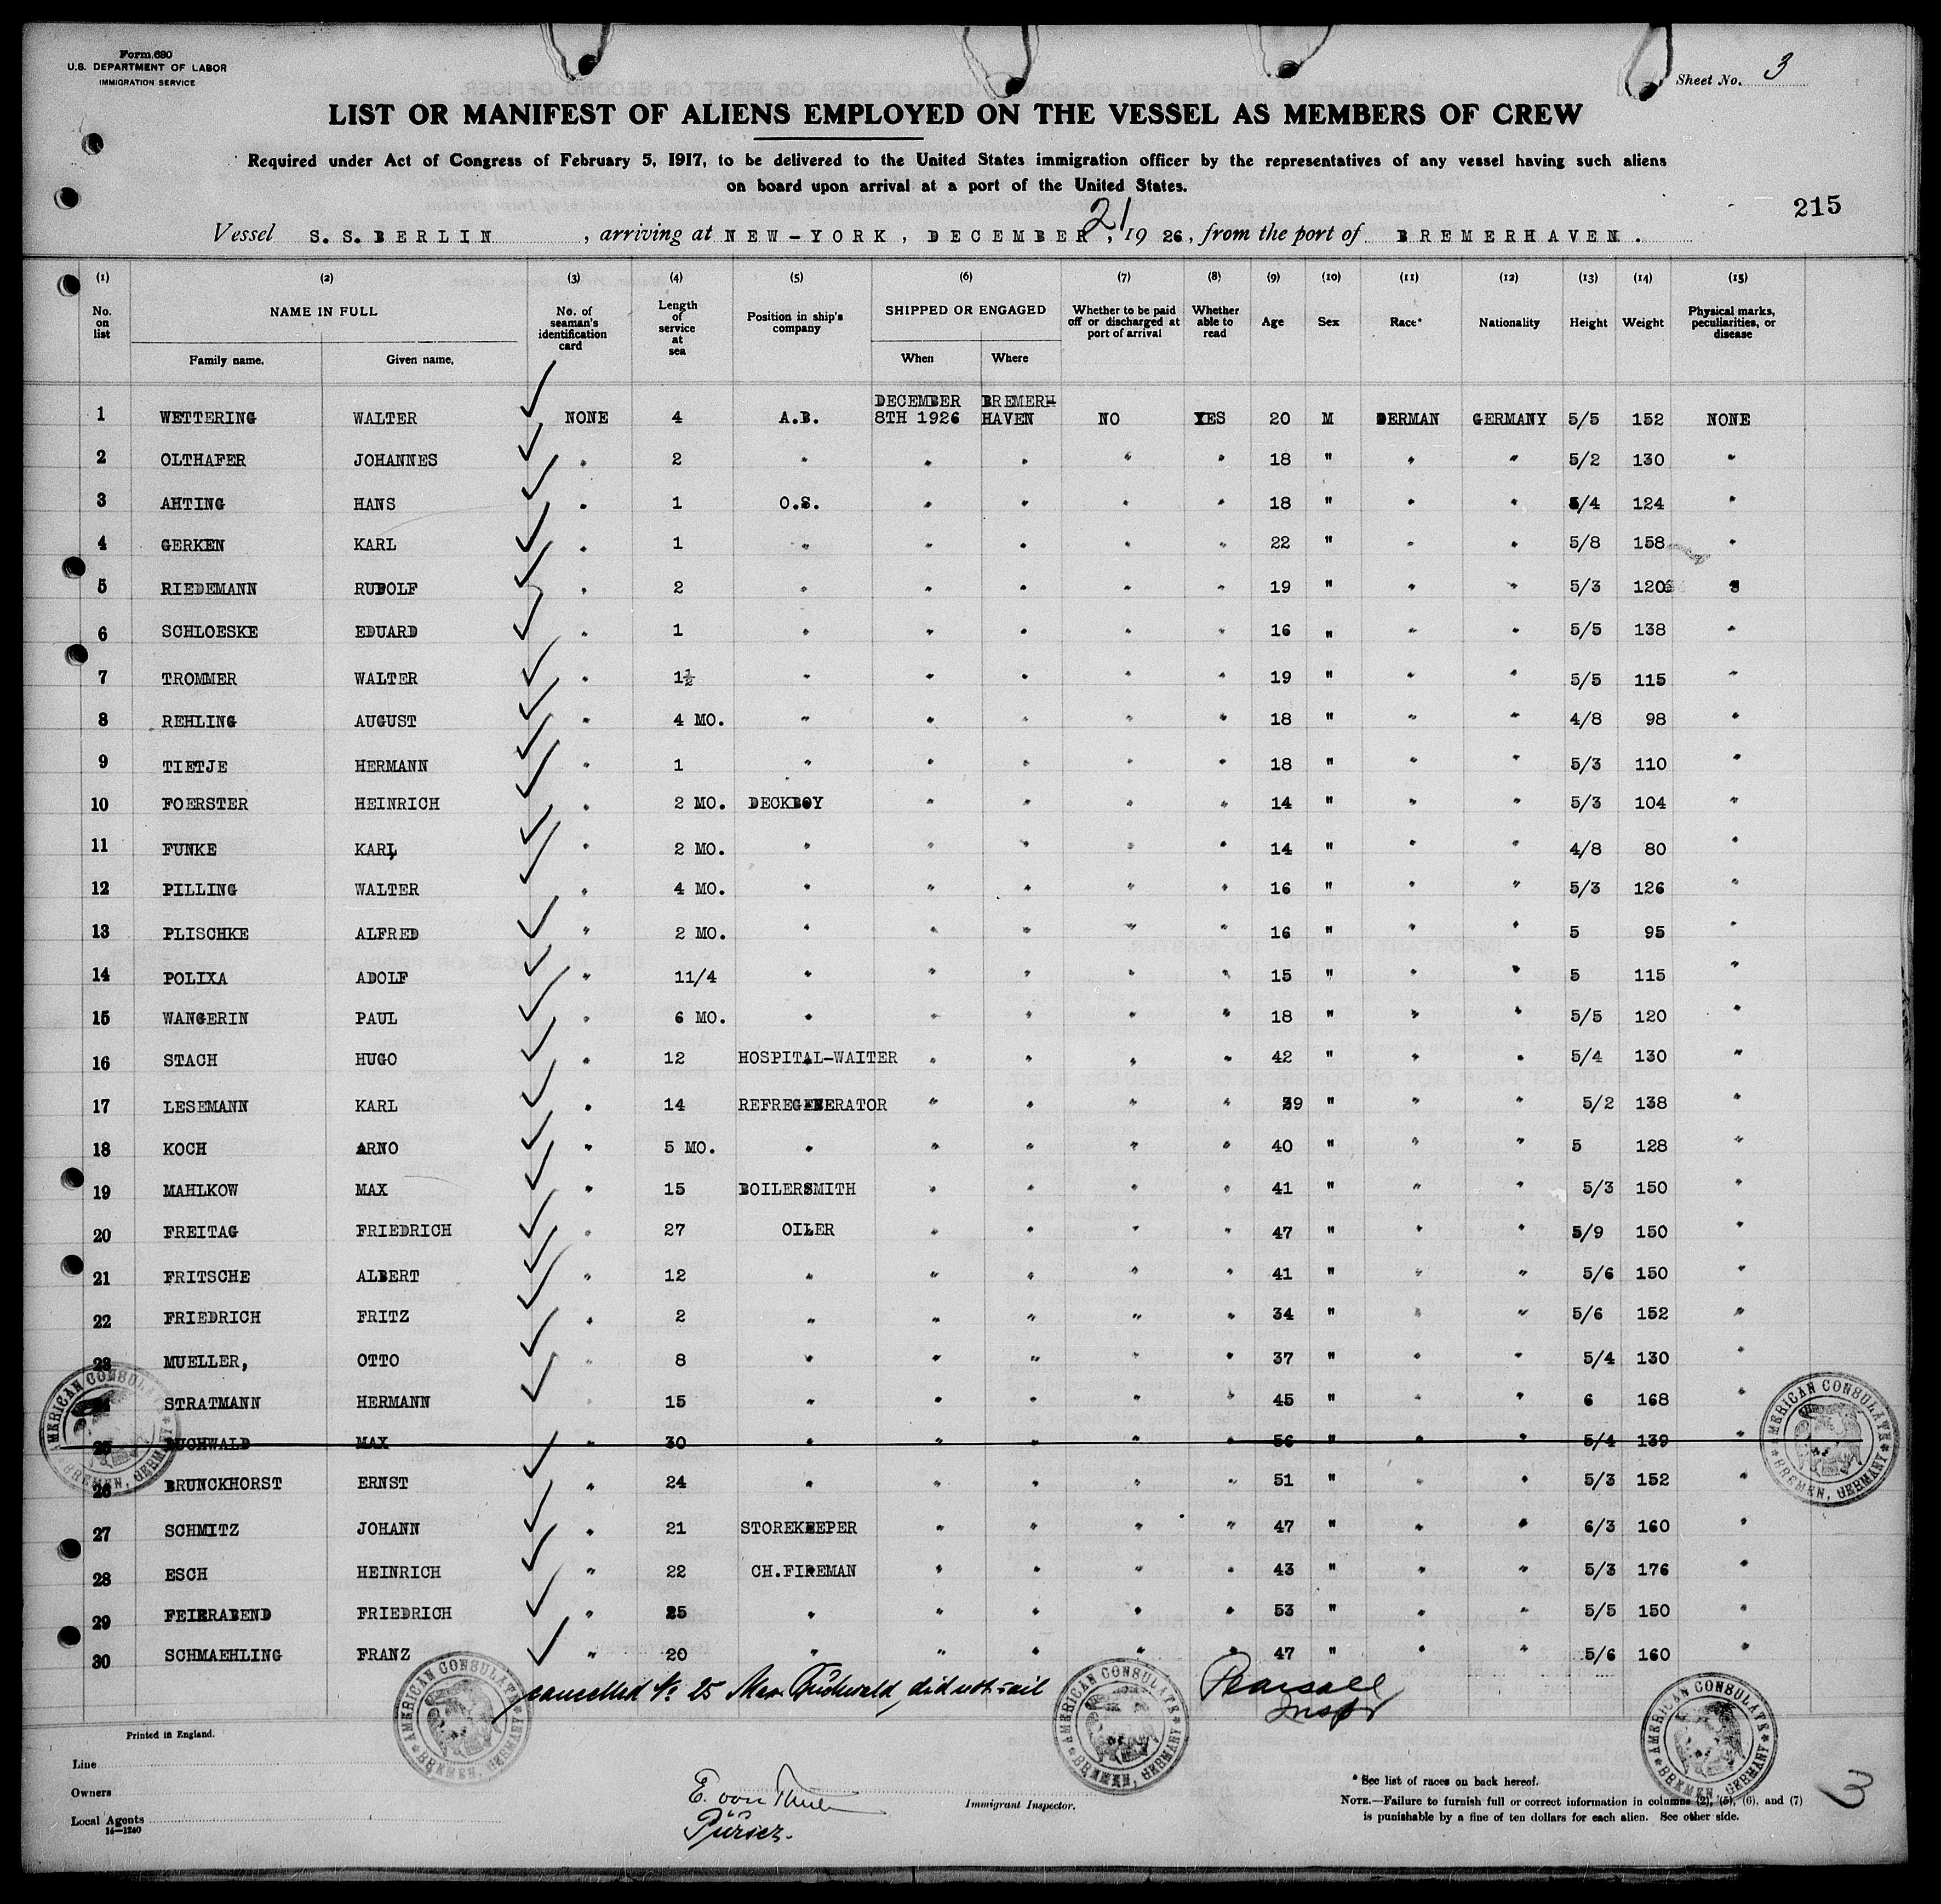 Form 680
U.S. DEPARTMENT OF LABOR
IMMIGRATION SERVICE
Sheet No. 3
LIST OR MANIFEST OF ALIENS EMPLOYED ON THE VESSEL AS MEMBERS OF CREW
Required under Act of Congress of February 5, 1917, to be delivered to the United States immigration officer by the representatives of any vessel having such aliens
on board upon arrival at a port of the United States.
215
Vessel S. S. BERLIN , arriving at NEW-YORK, DECEMBER 21, 1926, from the port of BREMERHAVEN.
(1) (2) (3) (4) (5) (6) (7) (8) (9) (10) (11) (12) (13) (14) (15)
No. on list NAME IN FULL No. of seaman's identification card Length of service at sea Position in ship's company SHIPPED OR ENGAGED Whether to be paid off or discharged at port of arrival Whether able to read Age Sex Race* Nationality Height Weight Physical marks, peculiarities, or disease
Family name. Given name. When Where
1 WETTERING WALTER NONE 4 A.B. DECEMBER 8TH 1926 BREMERHHAVEN NO YES 20 M DERMAN GERMANY 5/5 152 NONE
2 OLTHAFER JOHANNES " 2 " " " " " 18 " " " 5/2 130 "
3 AHTING HANS " 1 O.S. " " " " 18 " " " 5/4 124 "
4 GERKEN KARL " 1 " " " " " 22 " " " 5/8 158 "
5 RIEDEMANN RUDOLF " 2 " " " " " 19 " " " 5/3 120 "
6 SCHLOESKE EDUARD " 1 " " " " " 16 " " " 5/5 138 "
7 TROMMER WALTER 1½ " " " " " 19 " " " 5/5 115 "
8 REHLING AUGUST " 4 MO. " " " " " 18 " " " 4/8 98 "
9 TIETJE HERMANN " 1 " " " " " 18 " " " 5/3 110 "
10 FOERSTER HEINRICH " 2 MO. DECKBOY " " " " 14 " " " 5/3 104 "
11 FUNKE KARL " 2 MO. " " " " " 14 " " " 4/8 80 "
12 PILLING WALTER " 4 MO. " " " " " 16 " " " 5/3 126 "
13 PLISCHKE ALFRED " 2 MO. " " " " " 16 " " " 5 95 "
14 POLIXA ADOLF " 11/4 " " " " " 15 " " " 5 115 "
15 WANGERIN PAUL " 6 MO. " " " " " 18 " " " 5/5 120 "
16 STACH HUGO " 12 HOSPITAL-WAITER " " " " 42 " " " 5/4 130 "
17 LESEMANN KARL " 14 REFREGENERATOR " " " " 39 " " " 5/2 138 "
18 KOCH ARNO " 5 MO. " " " " " 40 " " " 5 128 "
19 MAHLKOW MAX " 15 BOILERSMITH " " " " 41 " " " 5/3 150 "
20 FREITAG FRIEDRICH " 27 OILER " " " " 47 " " " 5/9 150 "
21 FRITSCHE ALBERT " 12 " " " " " 41 " " " 5/6 150 "
22 FRIEDRICH FRITZ " 2 " " " " " 34 " " " 5/6 152 "
23 MUELLER, OTTO " 8 " " " " " 37 " " " 5/4 130 "
24 STRATMANN HERMANN " 15 " " " " " 45 " " " 6 168 "
25 BUCHWALD MAX " 30 " " " " " 56 " " " 5/4 139 "
26 BRUNCKHORST ERNST " 24 " " " " " 51 " " " 5/3 152 "
27 SCHMITZ JOHANN " 21 STOREKEEPER " " " " 47 " " " 6/3 160 "
28 ESCH HEINRICH " 22 CH.FIREMAN " " " " 43 " " " 5/3 176 "
29 FEIERABEND FRIEDRICH " 25 " " " " " 53 " " " 5/5 150 "
30 SCHMAEHLING FRANZ " 20 " " " " " 47 " " " 5/6 160 "
cancelled No 25 Max Buchwald, did not sail
Pearsall
Inspr
AMERICAN CONSULATE BREMEN, GERMANY
AMERICAN CONSULATE BREMEN, GERMANY
AMERICAN CONSULATE BREMEN, GERMANY
AMERICAN CONSULATE BREMEN, GERMANY
AMERICAN CONSULATE BREMEN, GERMANY
Printed in England.
Line
Owners
Local Agents
14—1240
E. von
Purser.
Immigrant Inspector.
* See list of races on back hereof.
NOTE.—Failure to furnish full or correct information in columns (2), (5), (6), and (7)
is punishable by a fine of ten dollars for each alien. See other side.
3